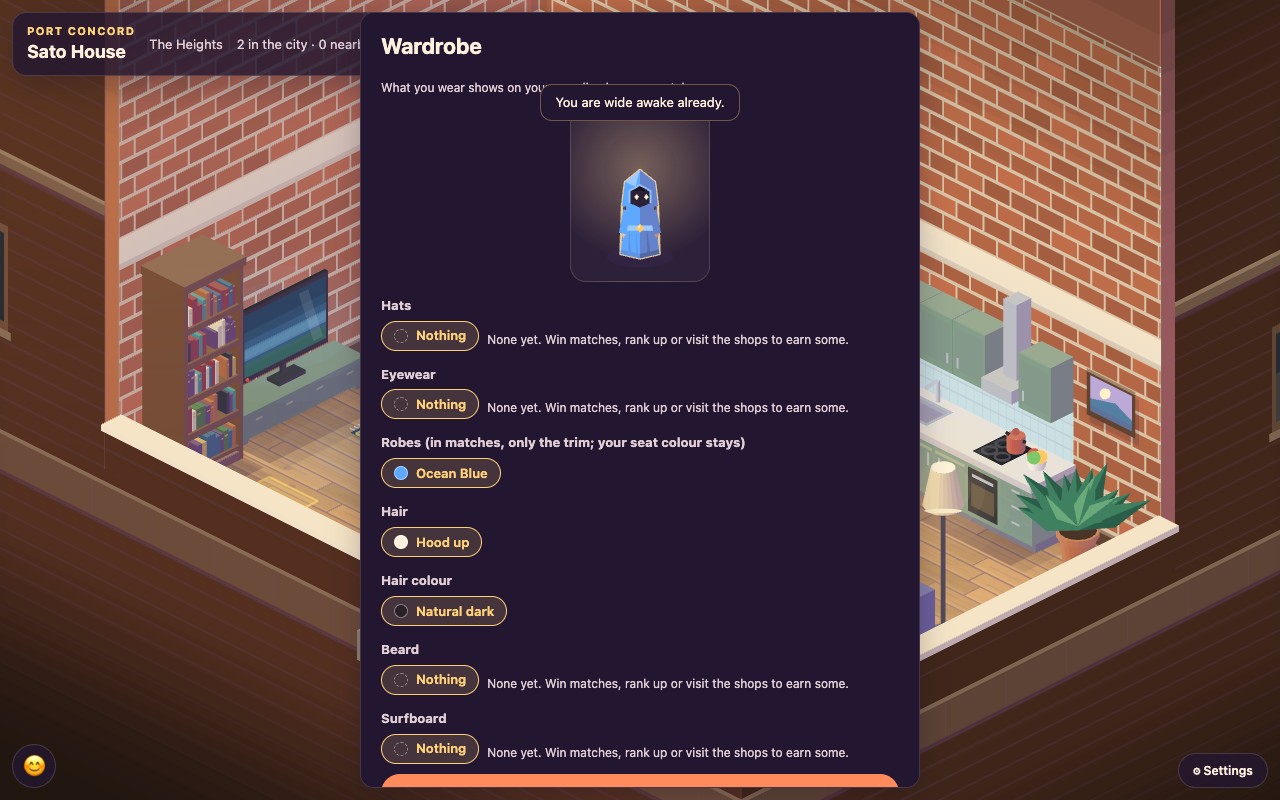 PORT CONCORD
Sato House
The Heights 2 in the city · 0
Wardrobe
What you wear shows on
You are wide awake already.
Hats
Nothing
None yet. Win matches, rank up or visit the shops to earn some.
Eyewear
Nothing
None yet. Win matches, rank up or visit the shops to earn some.
Robes (in matches, only the trim; your seat colour stays)
Ocean Blue
Hair
Hood up
Hair colour
Natural dark
Beard
Nothing
None yet. Win matches, rank up or visit the shops to earn some.
Surfboard
Nothing
None yet. Win matches, rank up or visit the shops to earn some.
Settings